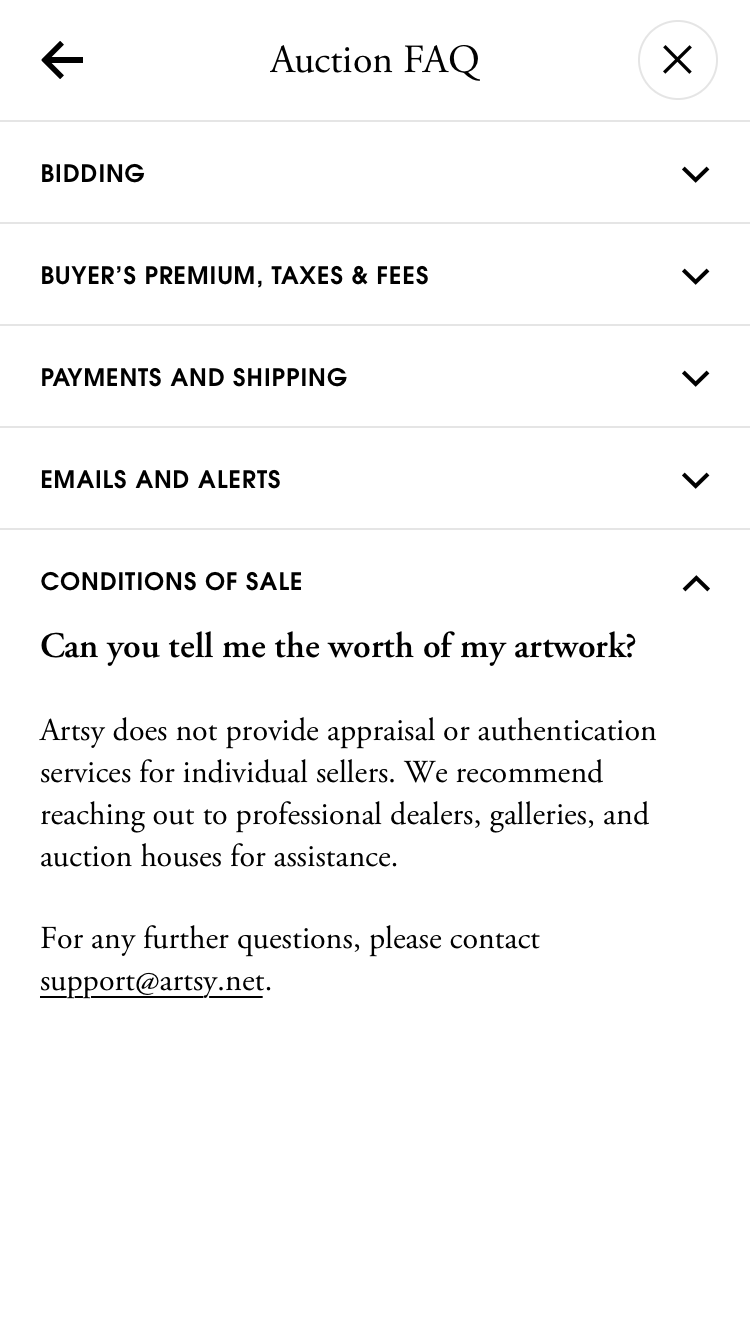 Auction FAQ
BIDDING
BUYER’S PREMIUM, TAXES & FEES
PAYMENTS AND SHIPPING
EMAILS AND ALERTS
CONDITIONS OF SALE
Can you tell me the worth of my artwork?
Artsy does not provide appraisal or authentication
services for individual sellers. We recommend
reaching out to professional dealers, galleries, and
auction houses for assistance.
For any further questions, please contact
support@artsy.net.